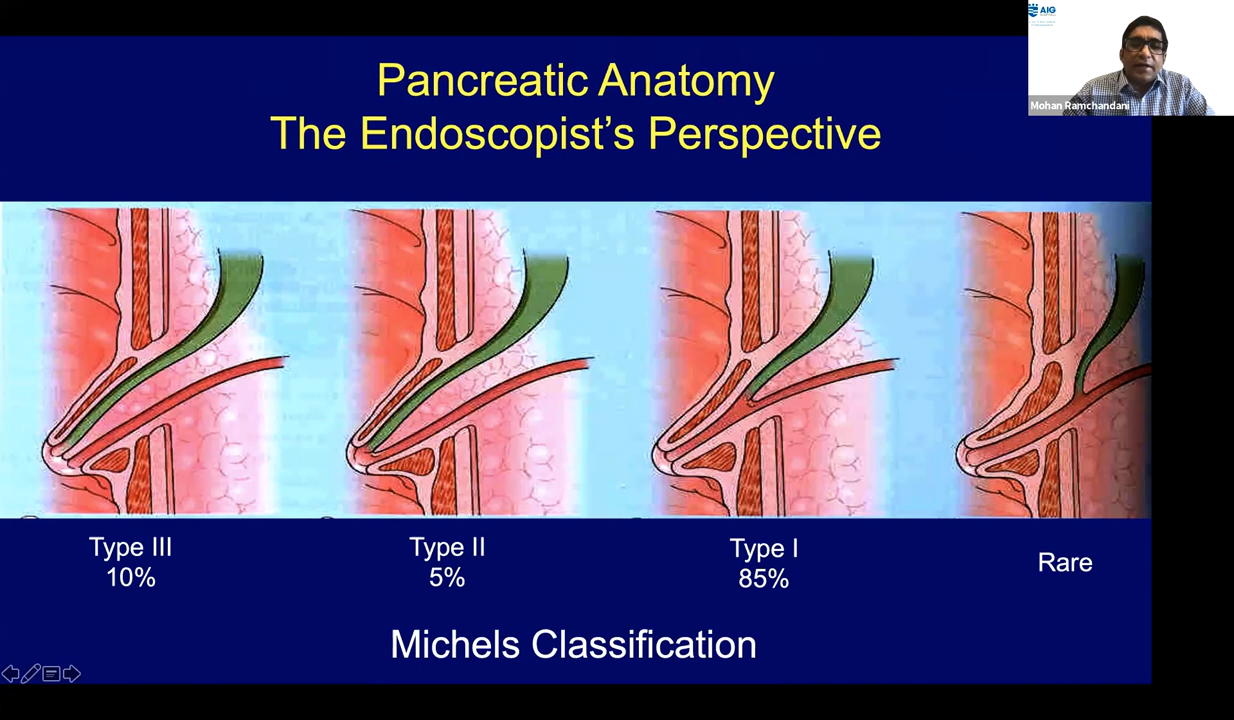 AIG
Mohan Ramchandani
Pancreatic Anatomy
The Endoscopist’s Perspective
Type III
10%
Type II
5%
Type I
85%
Rare
Michels Classification